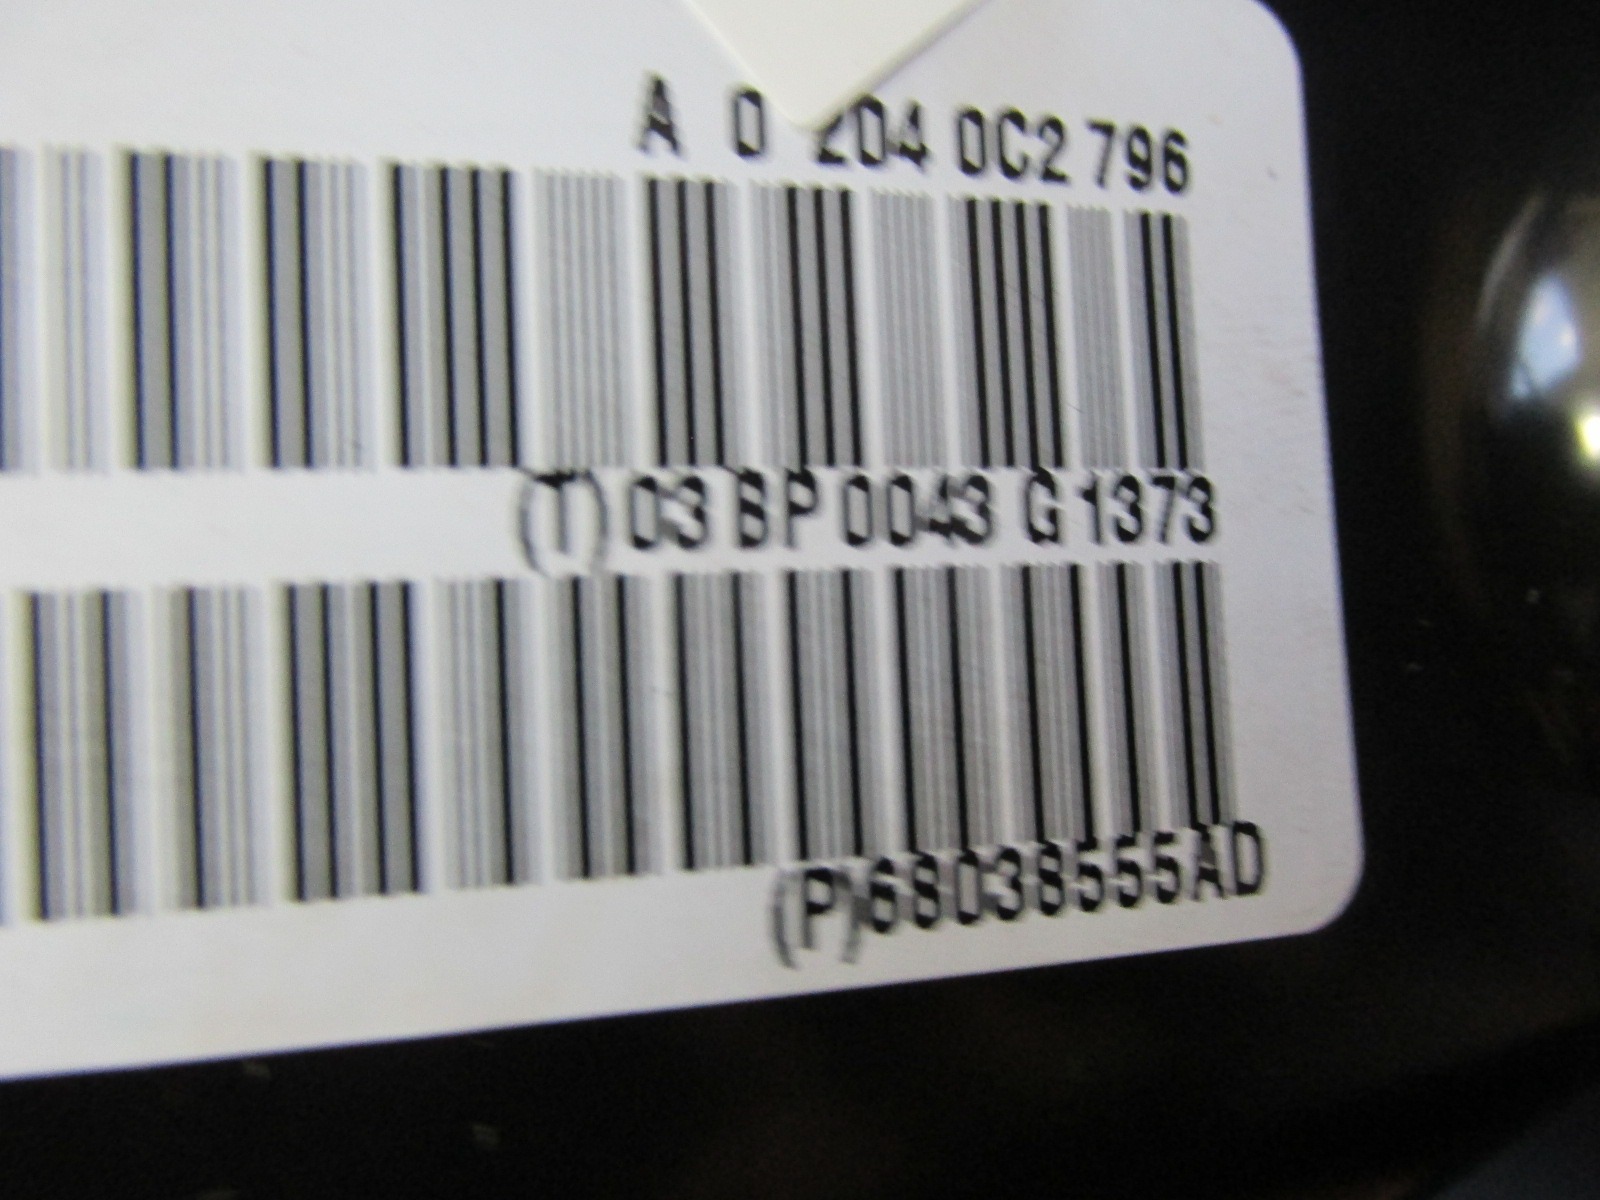 A 0 204 0C2 796
(T)03 BP 0043 G 1373
(P)68038555AD